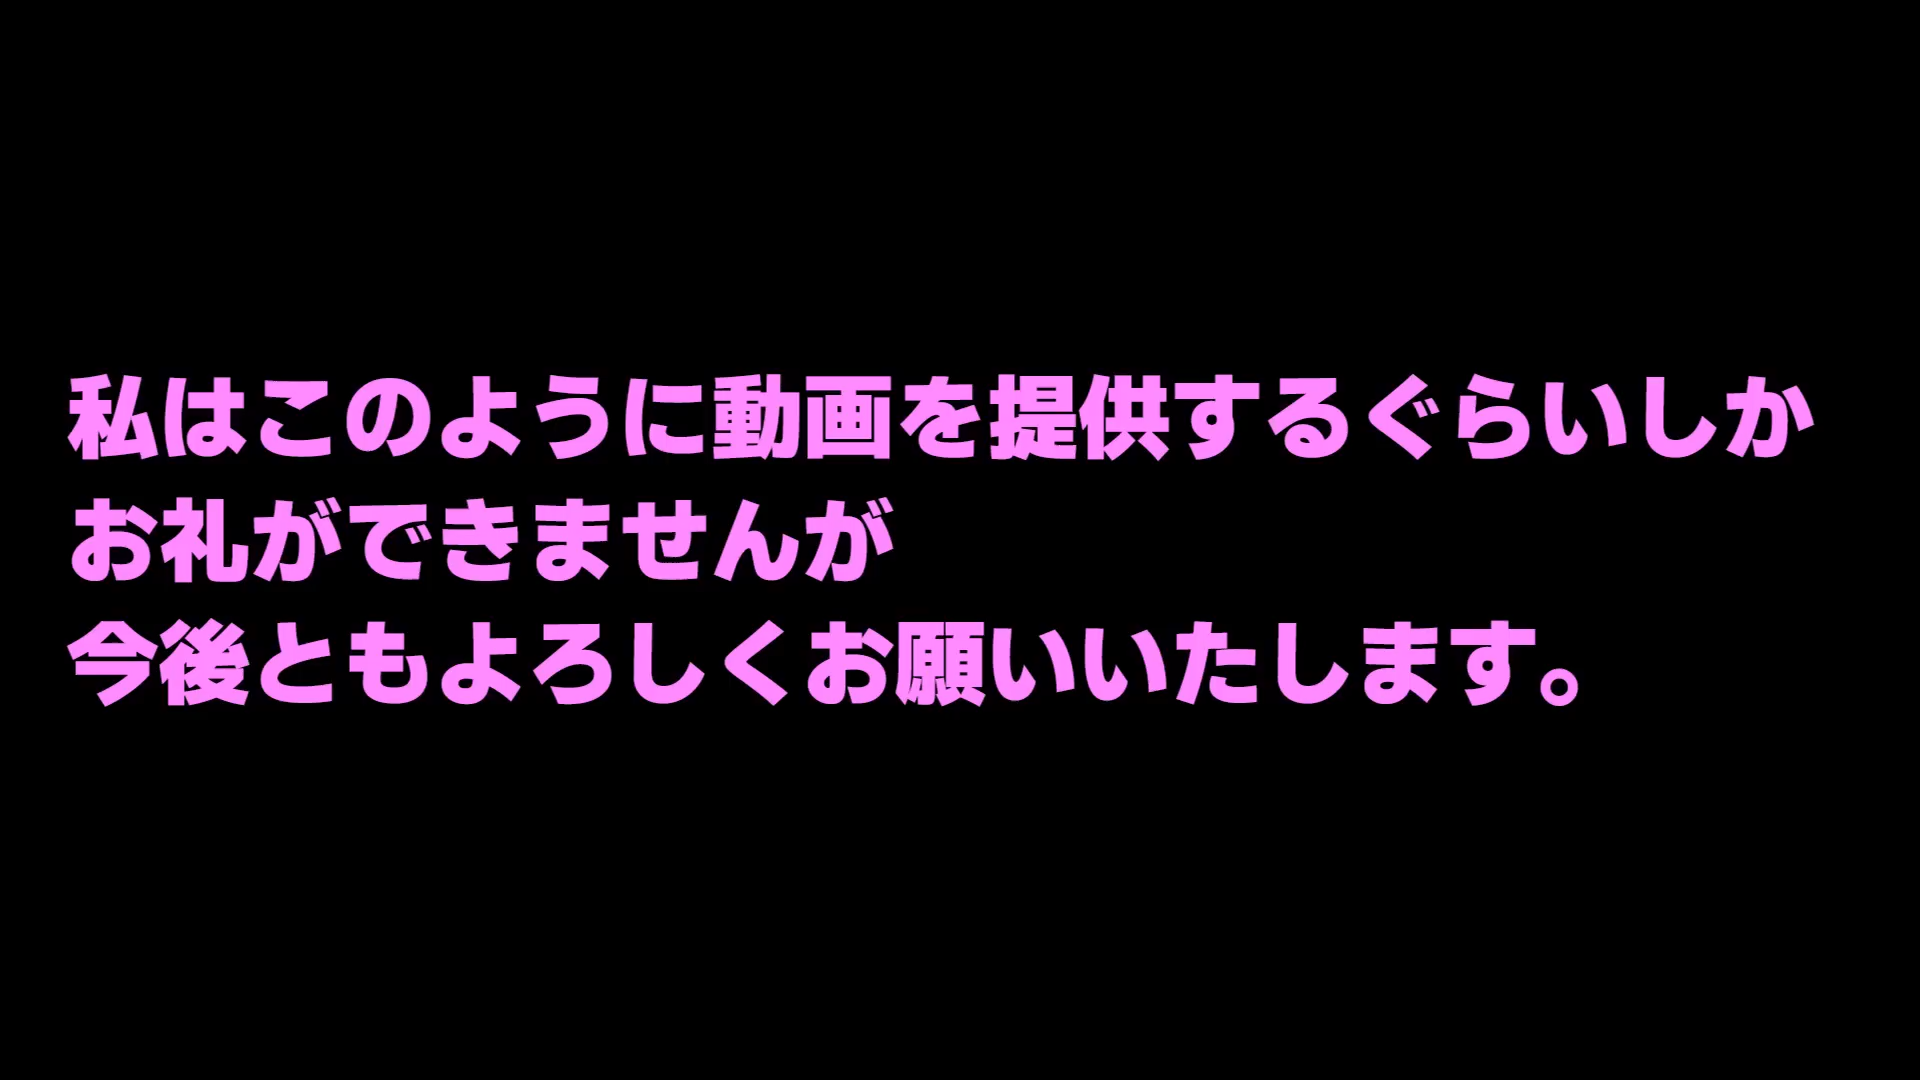 私はこのように動画を提供するぐらいしか
お礼ができませんが
今後ともよろしくお願いいたします。